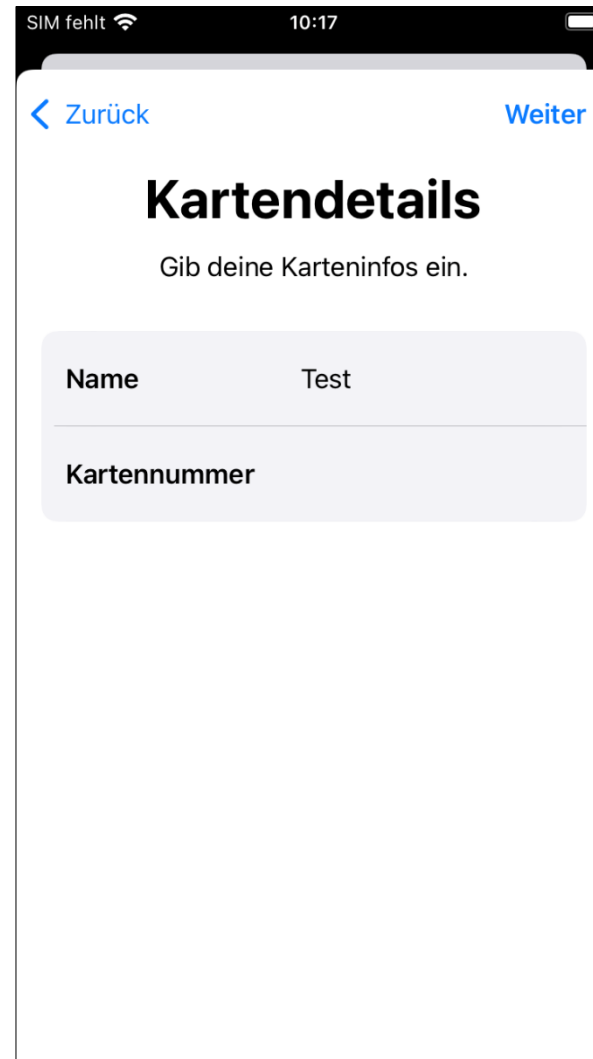 SIM fehlt 10:17
Zurück Weiter
Kartendetails
Gib deine Karteninfos ein.
Name Test
Kartennummer